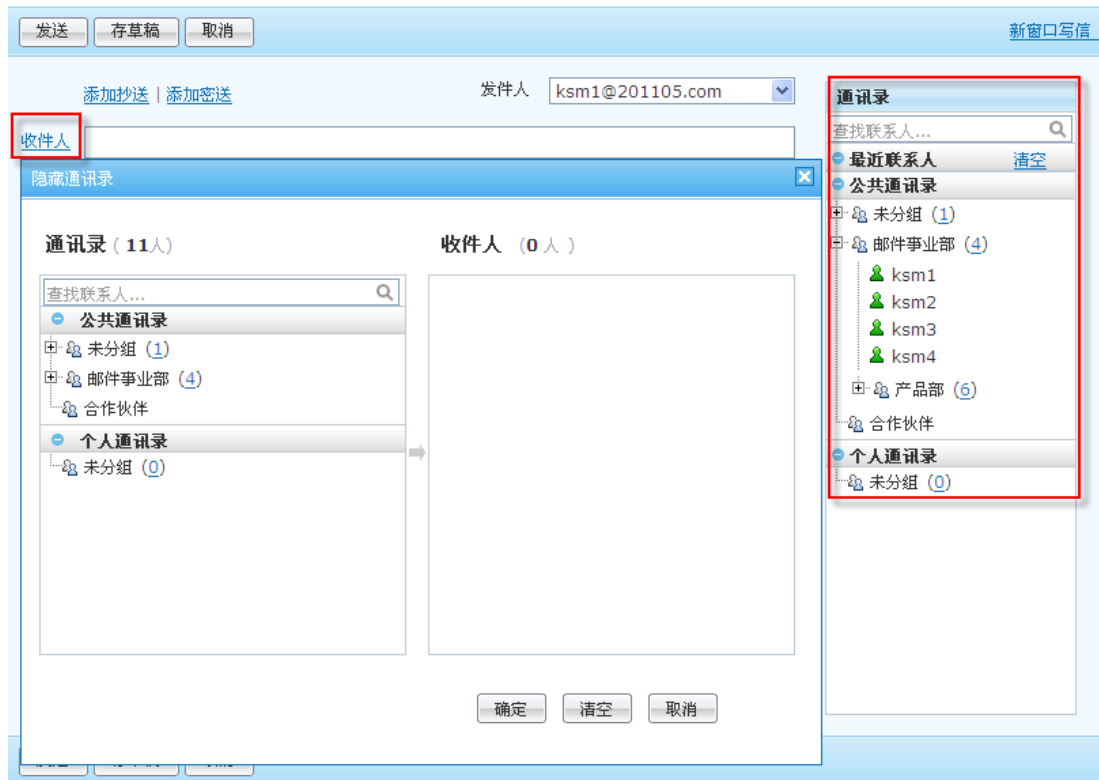 发送 存草稿 取消 新窗口写信
添加抄送 | 添加密送 发件人 ksm1@201105.com
收件人
隐藏通讯录
通讯录 ( 11人)
查找联系人...
公共通讯录
未分组 (1)
邮件事业部 (4)
合作伙伴
个人通讯录
未分组 (0)
收件人 (0 人 )
确定 清空 取消
通讯录
查找联系人...
最近联系人 清空
公共通讯录
未分组 (1)
邮件事业部 (4)
ksm1
ksm2
ksm3
ksm4
产品部 (6)
合作伙伴
个人通讯录
未分组 (0)